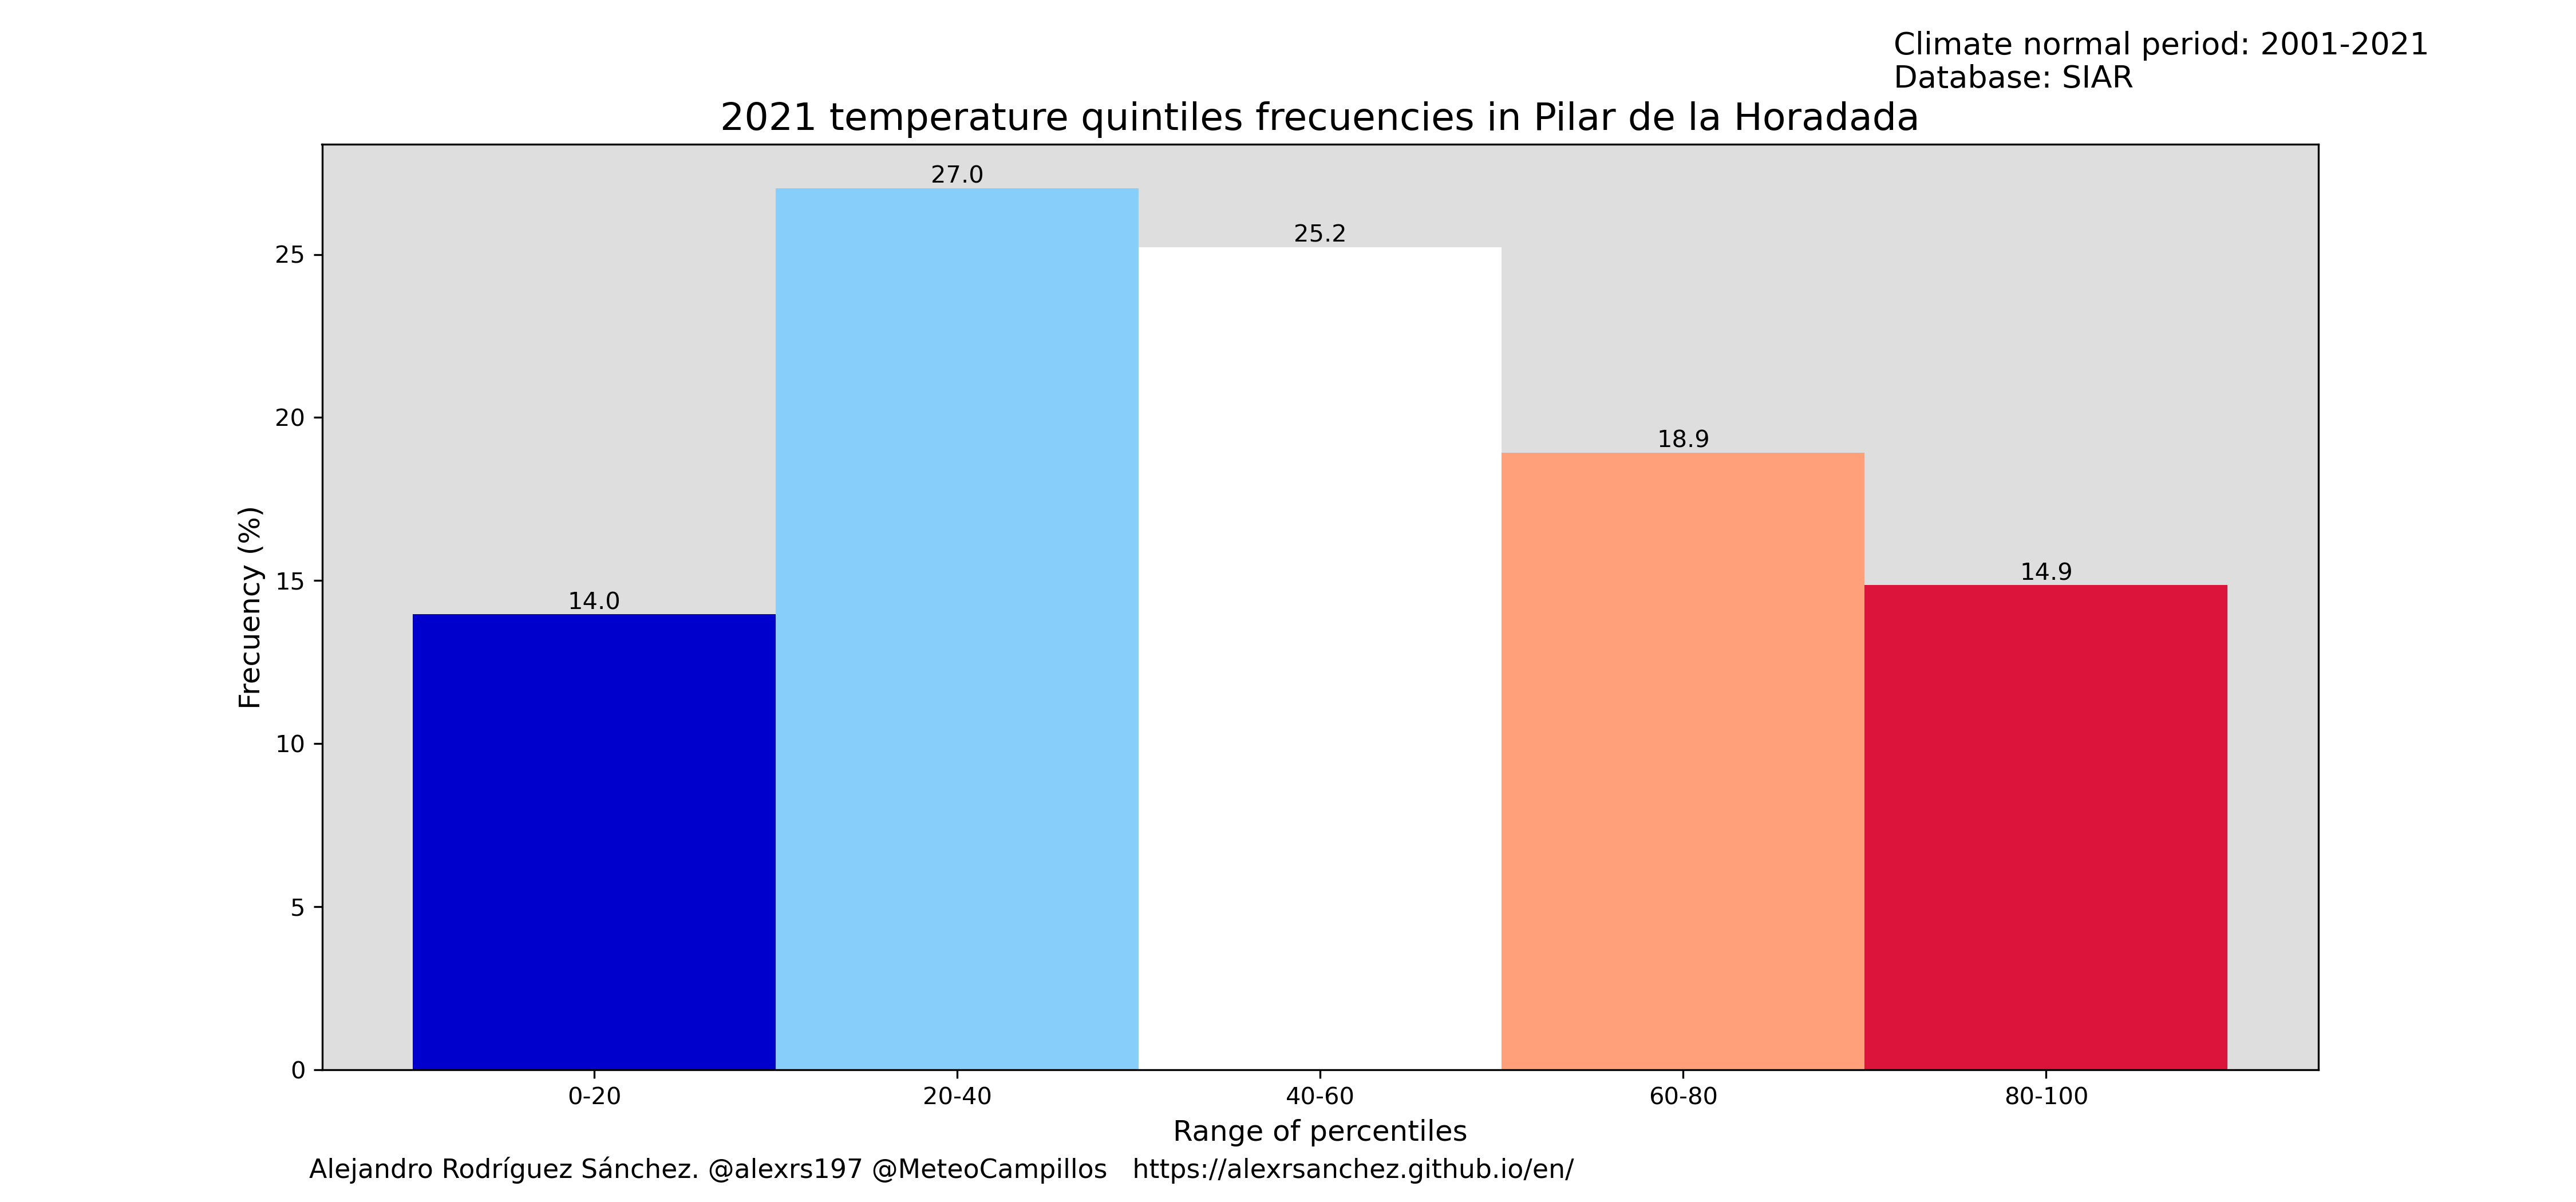 Climate normal period: 2001-2021
Database: SIAR
2021 temperature quintiles frecuencies in Pilar de la Horadada
27.0
25.2
18.9
14.9
14.0
25
20
15
10
5
0
Frecuency (%)
0-20 20-40 40-60 60-80 80-100
Range of percentiles
Alejandro Rodríguez Sánchez. @alexrs197 @MeteoCampillos https://alexrsanchez.github.io/en/